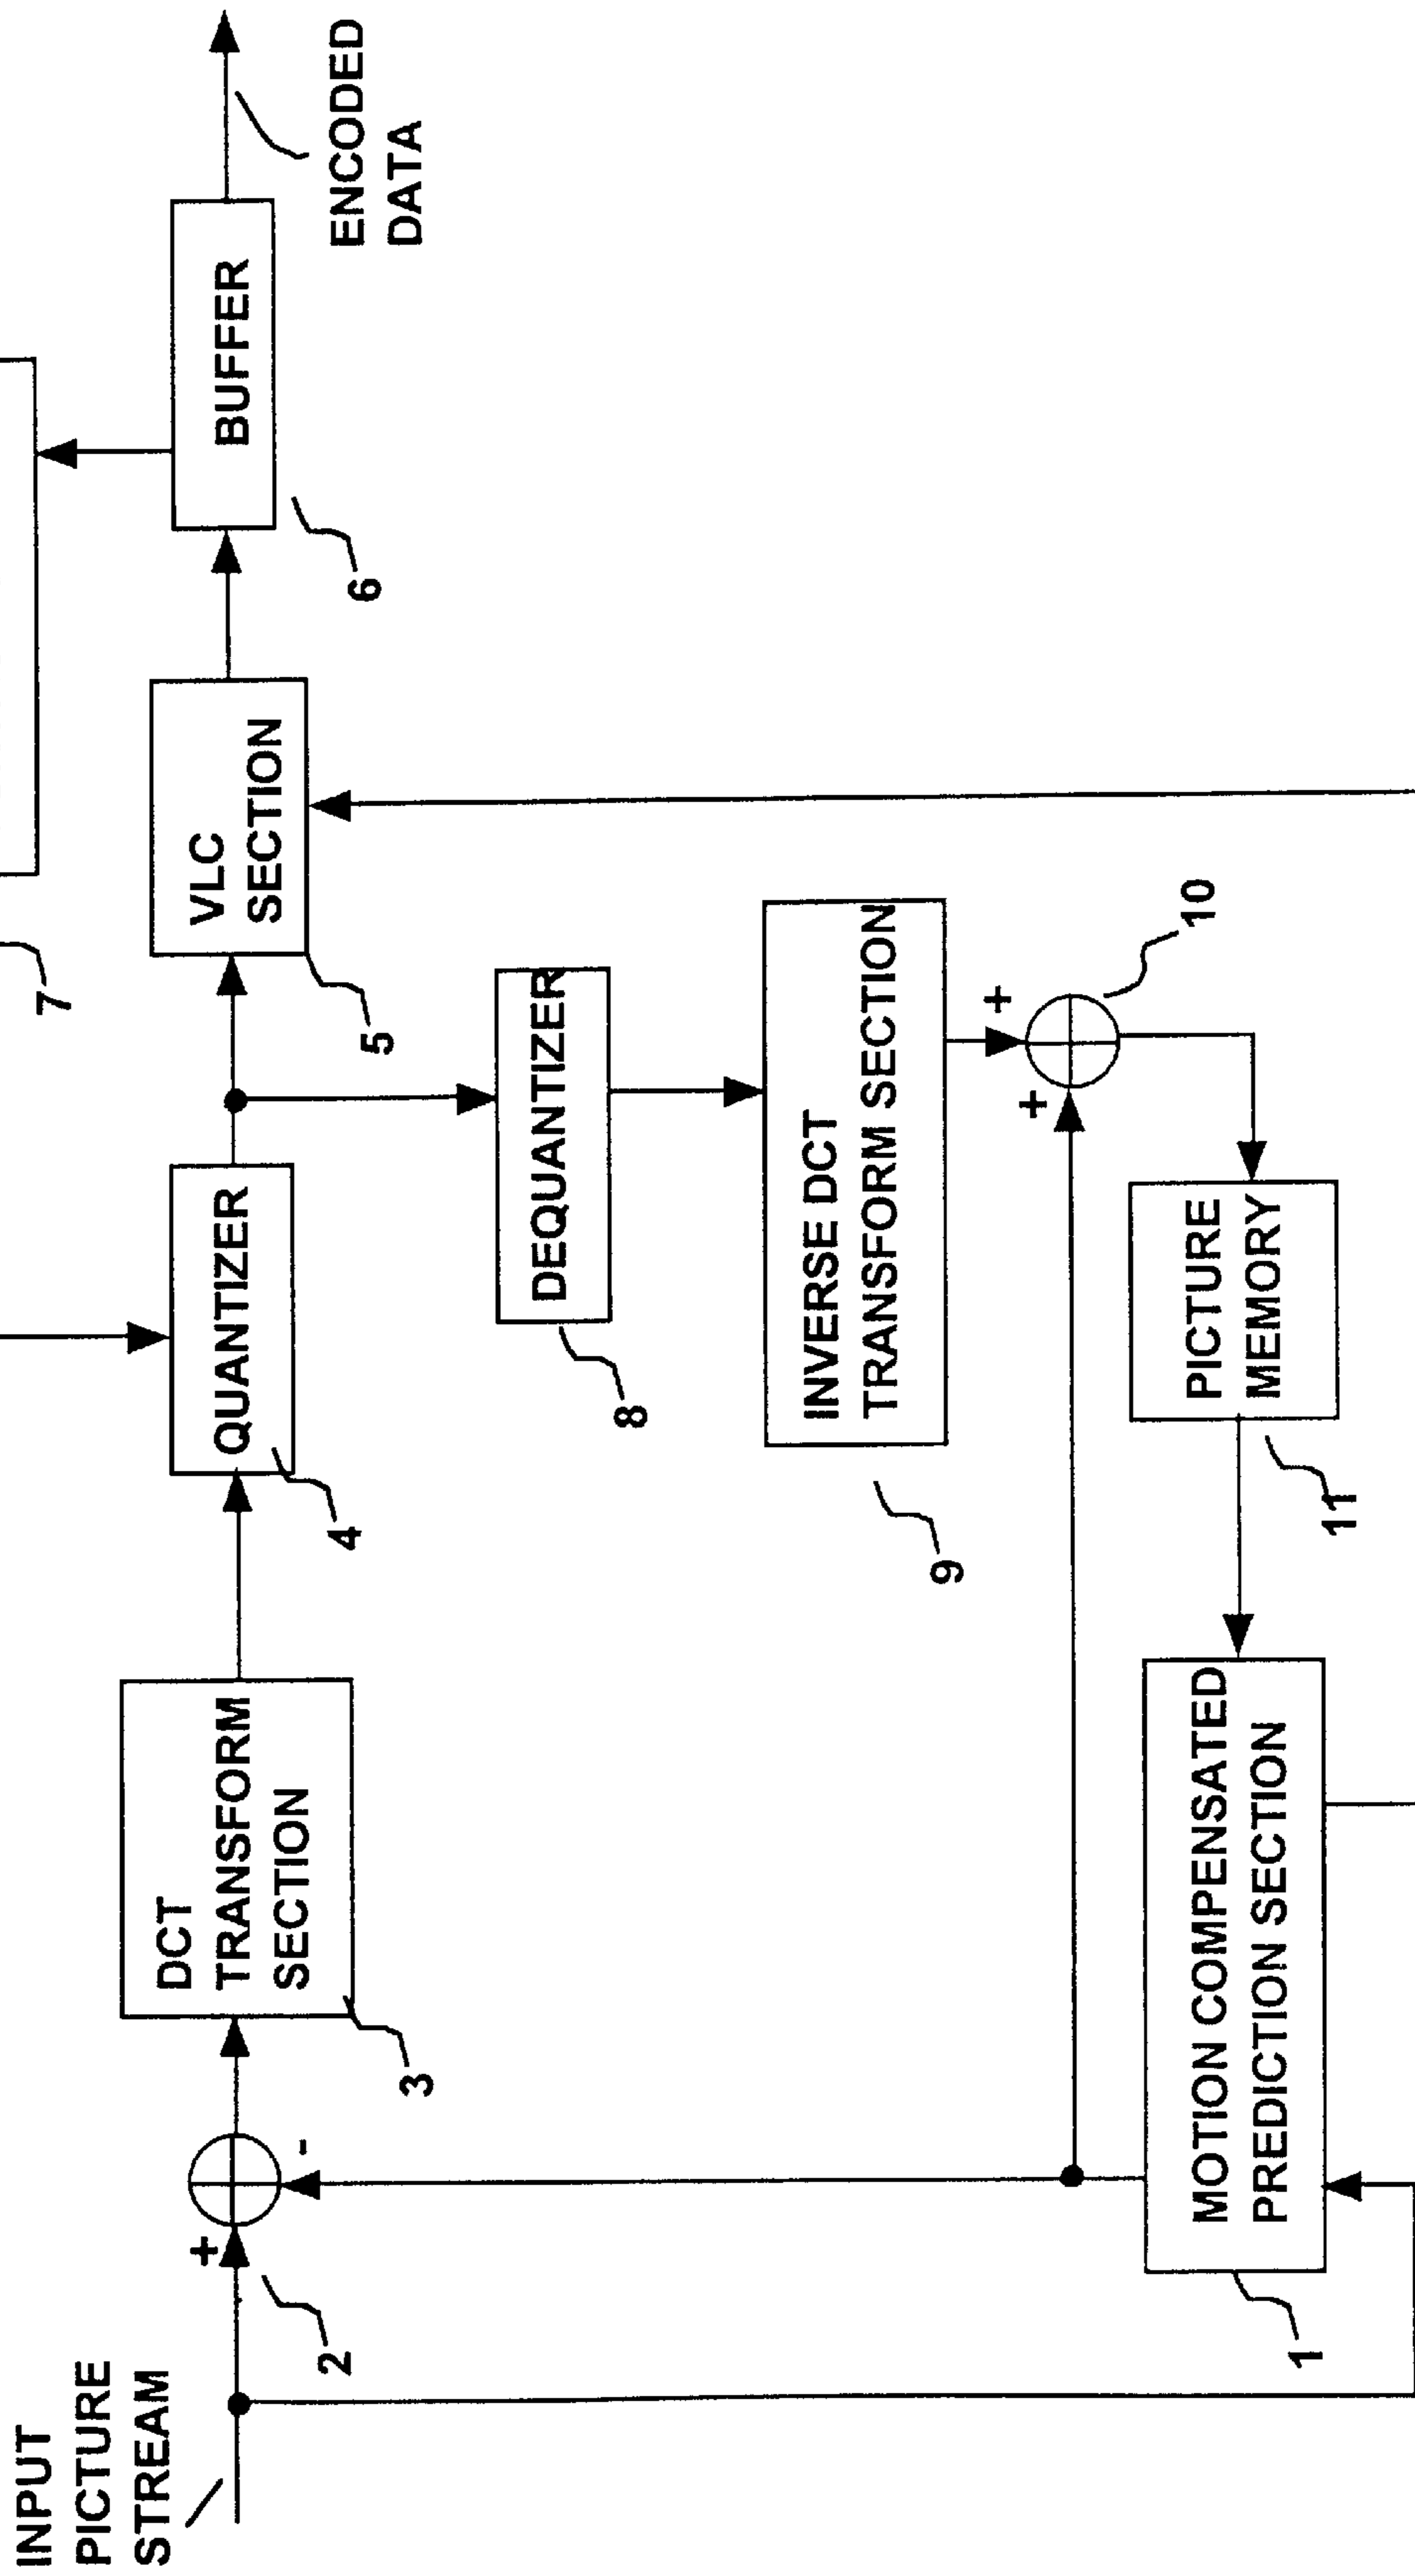 INPUT
PICTURE
STREAM
+
-
2
DCT
TRANSFORM
SECTION
3
QUANTIZER
4
VLC
SECTION
5
BUFFER
6
7
ENCODED
DATA
DEQUANTIZER
8
INVERSE DCT
TRANSFORM SECTION
9
+
+
10
PICTURE
MEMORY
11
MOTION COMPENSATED
PREDICTION SECTION
1